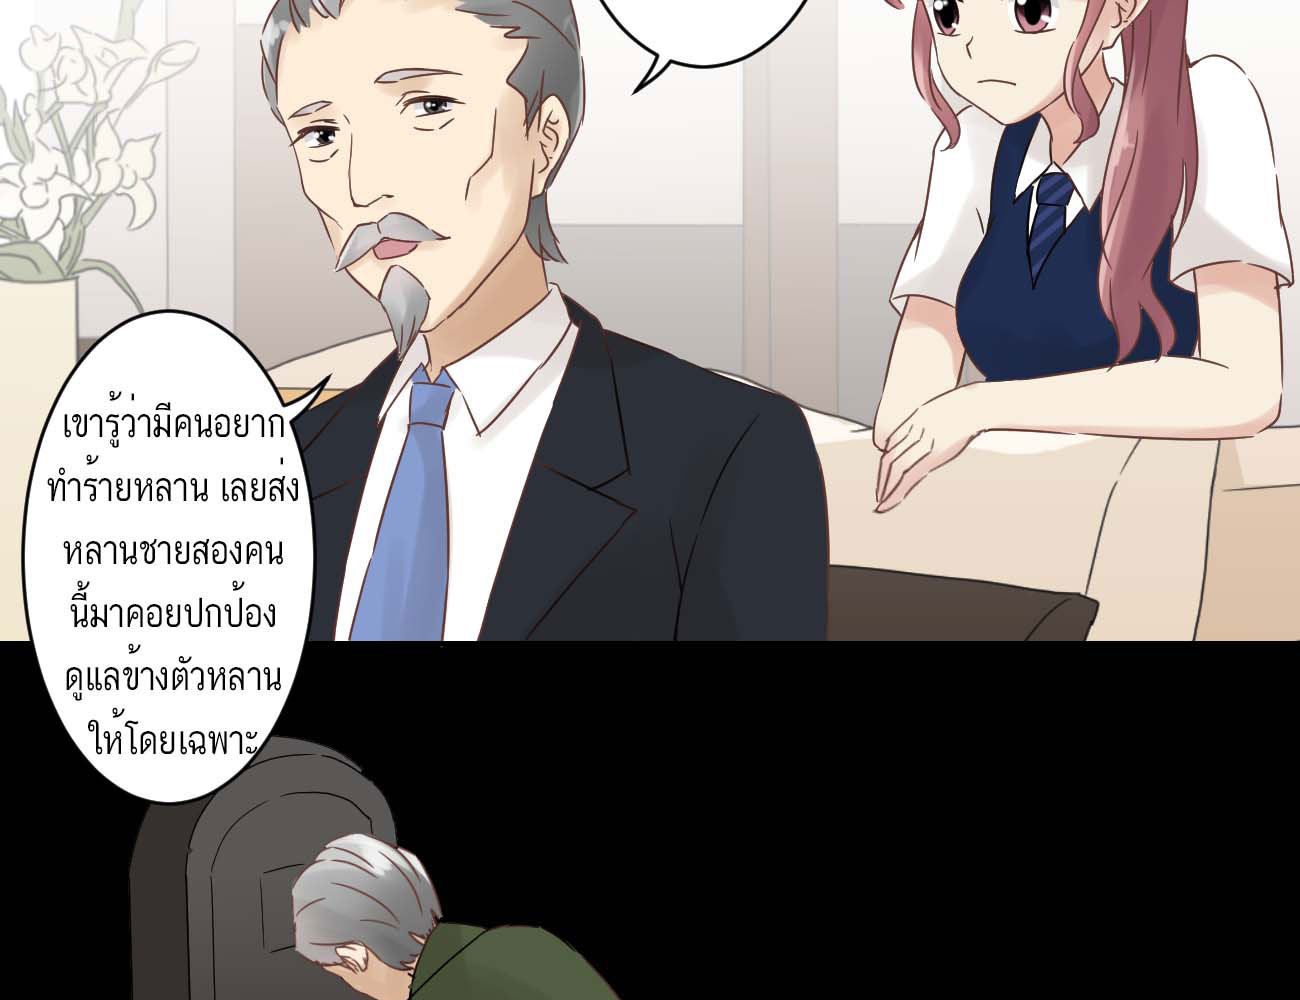 เขารู้ว่ามีคนอยาก
ทำร้ายหลาน เลยส่ง
หลานชายสองคน
นี้มาคอยปกป้อง
ดูแลข้างตัวหลาน
ให้โดยเฉพาะ